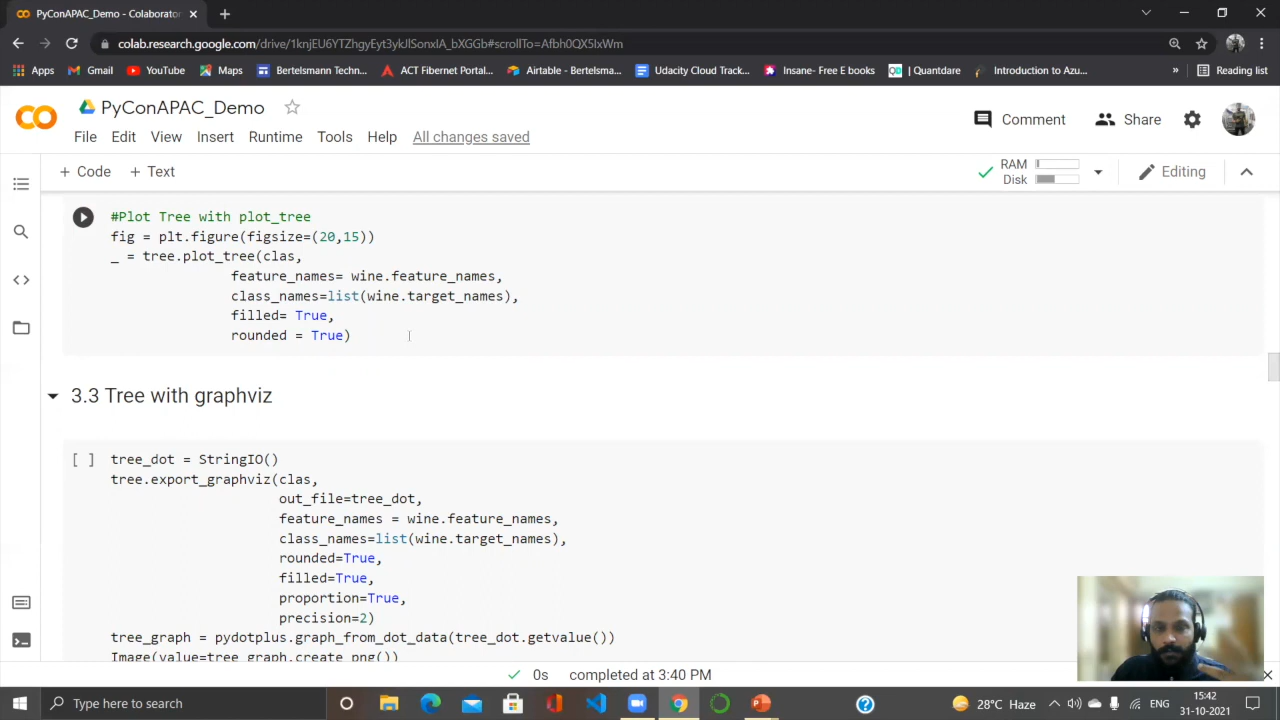 PyConAPAC_Demo - Colaborator
colab.research.google.com/drive/1knjEU6YTZhgyEyt3ykJISonxIA_bXGGb#scrollTo=Afbh0QX5IxWm
Apps Gmail YouTube Maps Bertelsmann Techn... ACT Fibernet Portal... Airtable - Bertelsma... Udacity Cloud Track... Insane- Free E books QD Quantdare Introduction to Azu... » Reading list
PyConAPAC_Demo
File Edit View Insert Runtime Tools Help All changes saved
Comment Share
+ Code + Text
RAM
Disk
Editing
#Plot Tree with plot_tree
fig = plt.figure(figsize=(20,15))
_ = tree.plot_tree(clas,
feature_names= wine.feature_names,
class_names=list(wine.target_names),
filled= True,
rounded = True)
3.3 Tree with graphviz
[ ] tree_dot = StringIO()
tree.export_graphviz(clas,
out_file=tree_dot,
feature_names = wine.feature_names,
class_names=list(wine.target_names),
rounded=True,
filled=True,
proportion=True,
precision=2)
tree_graph = pydotplus.graph_from_dot_data(tree_dot.getvalue())
Image(value=tree_graph.create_png())
0s completed at 3:40 PM
Type here to search
28°C Haze
ENG
15:42
31-10-2021